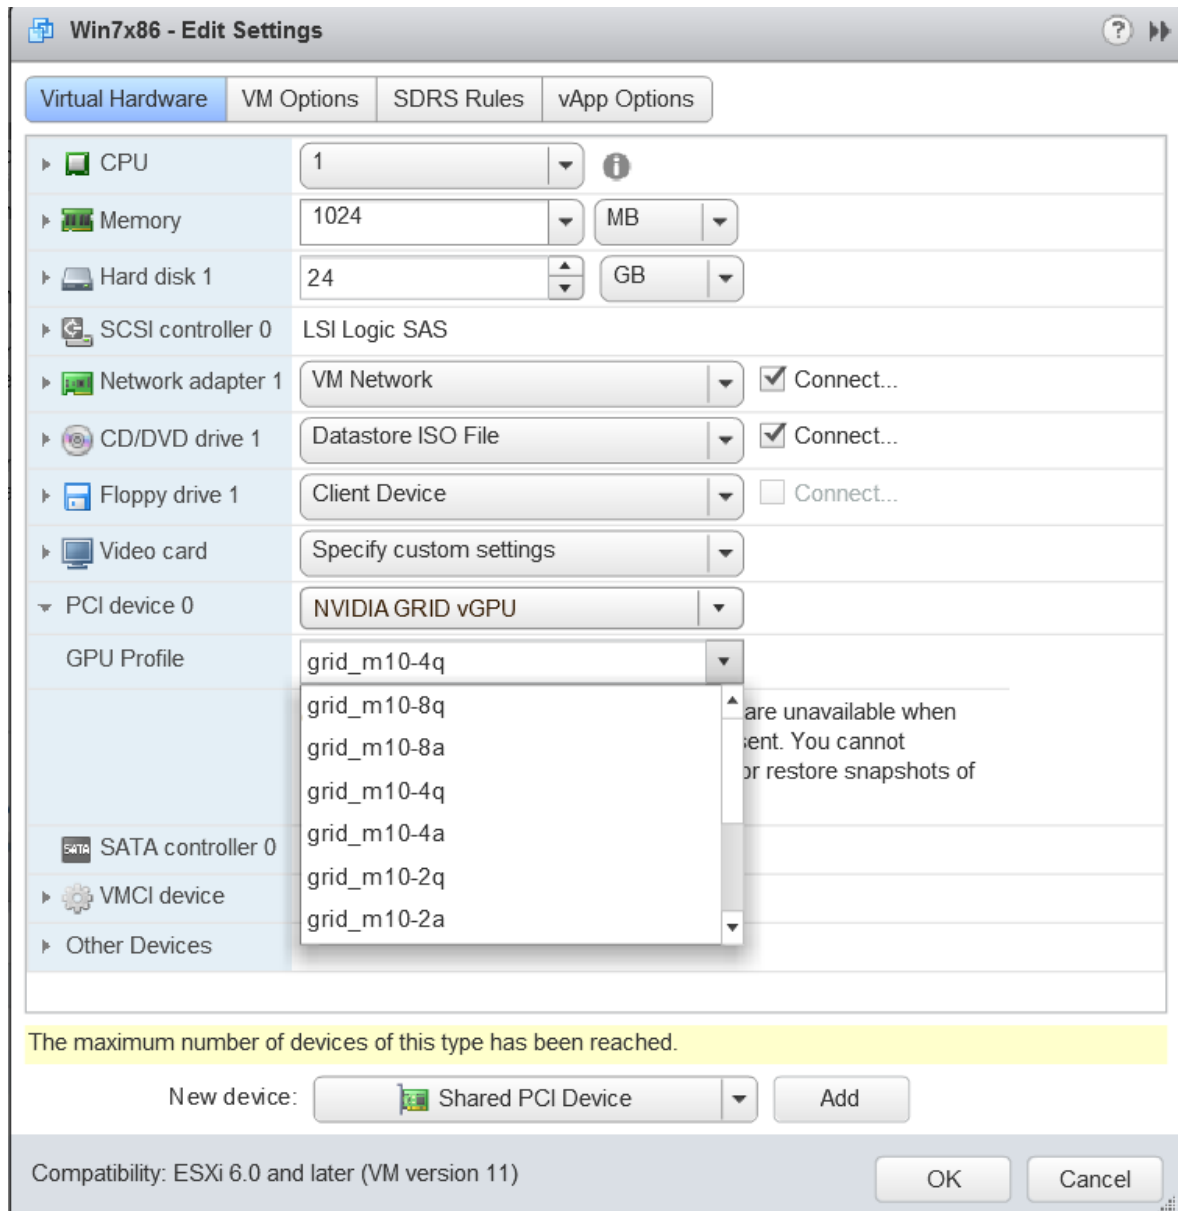 Win7x86 - Edit Settings ?
Virtual Hardware VM Options SDRS Rules vApp Options
CPU 1
Memory 1024 MB
Hard disk 1 24 GB
SCSI controller 0 LSI Logic SAS
Network adapter 1 VM Network Connect...
CD/DVD drive 1 Datastore ISO File Connect...
Floppy drive 1 Client Device Connect...
Video card Specify custom settings
PCI device 0 NVIDIA GRID vGPU
GPU Profile grid_m10-4q
grid_m10-8q
are unavailable when
grid_m10-8a
sent. You cannot
or restore snapshots of
grid_m10-4q
grid_m10-4a
SATA SATA controller 0
grid_m10-2q
VMCI device
grid_m10-2a
Other Devices
The maximum number of devices of this type has been reached.
New device: Shared PCI Device Add
Compatibility: ESXi 6.0 and later (VM version 11) OK Cancel